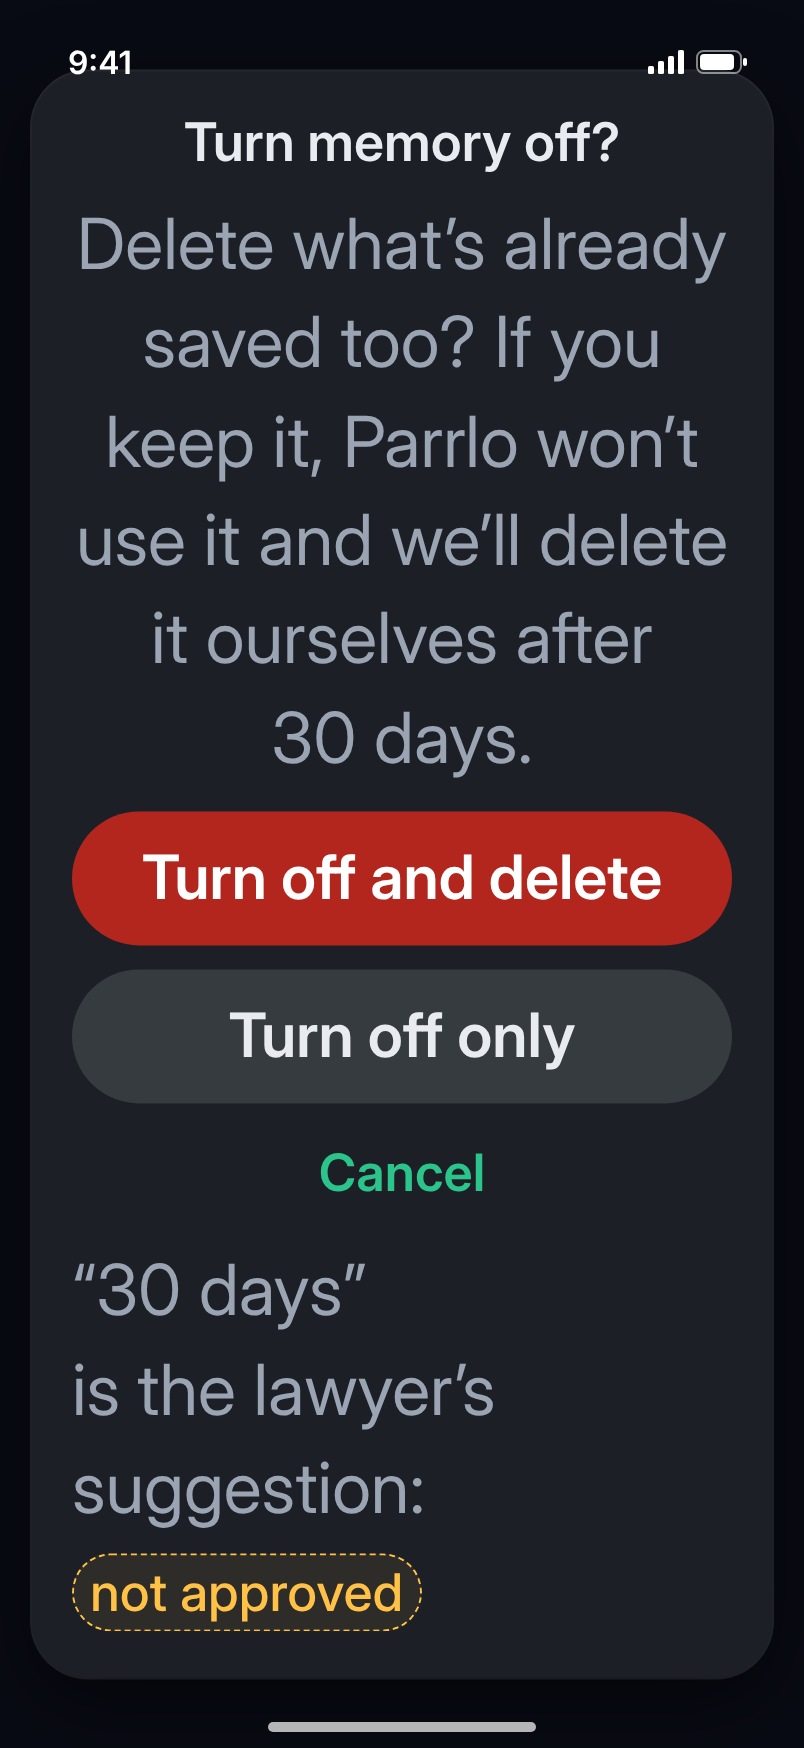 9:41
Turn memory off?
Delete what’s already
saved too? If you
keep it, Parrlo won’t
use it and we’ll delete
it ourselves after
30 days.
Turn off and delete
Turn off only
Cancel
“30 days”
is the lawyer’s
suggestion:
not approved